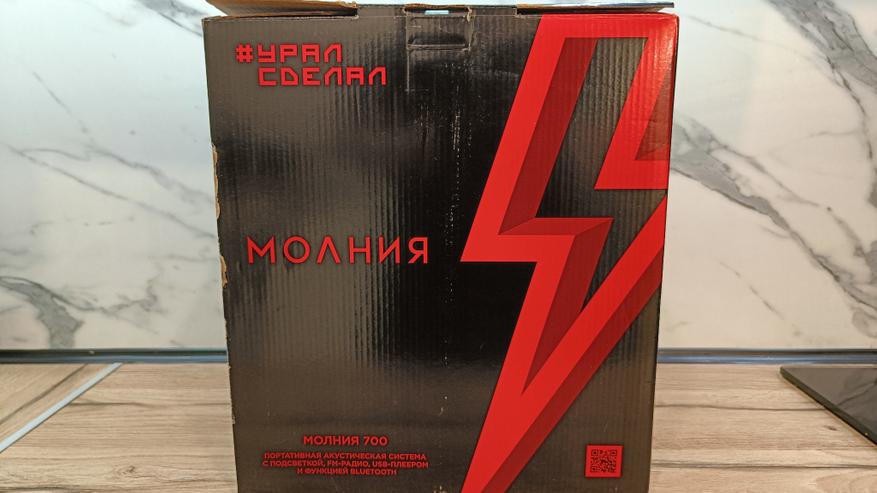 #УРАЛ
СДЕЛАЛ
МОЛНИЯ
МОЛНИЯ 700
ПОРТАТИВНАЯ АКУСТИЧЕСКАЯ СИСТЕМА
С ПОДСВЕТКОЙ, FM-РАДИО, USB-ПЛЕЕРОМ
И ФУНКЦИЕЙ BLUETOOTH